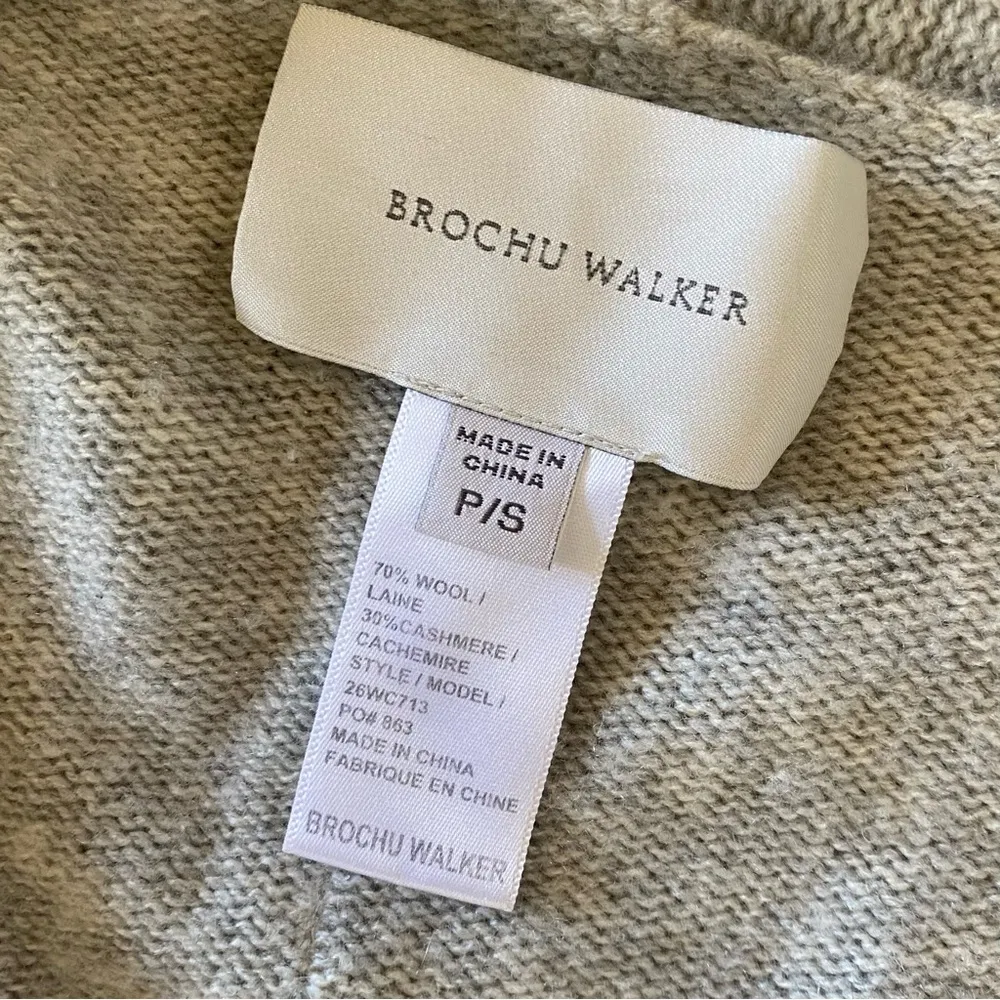 BROCHU WALKER
MADE IN
CHINA
P/S
70% WOOL /
LAINE
30%CASHMERE /
CACHEMIRE
STYLE / MODEL /
26WC713
PO# 863
MADE IN CHINA
FABRIQUE EN CHINE
BROCHU WALKER